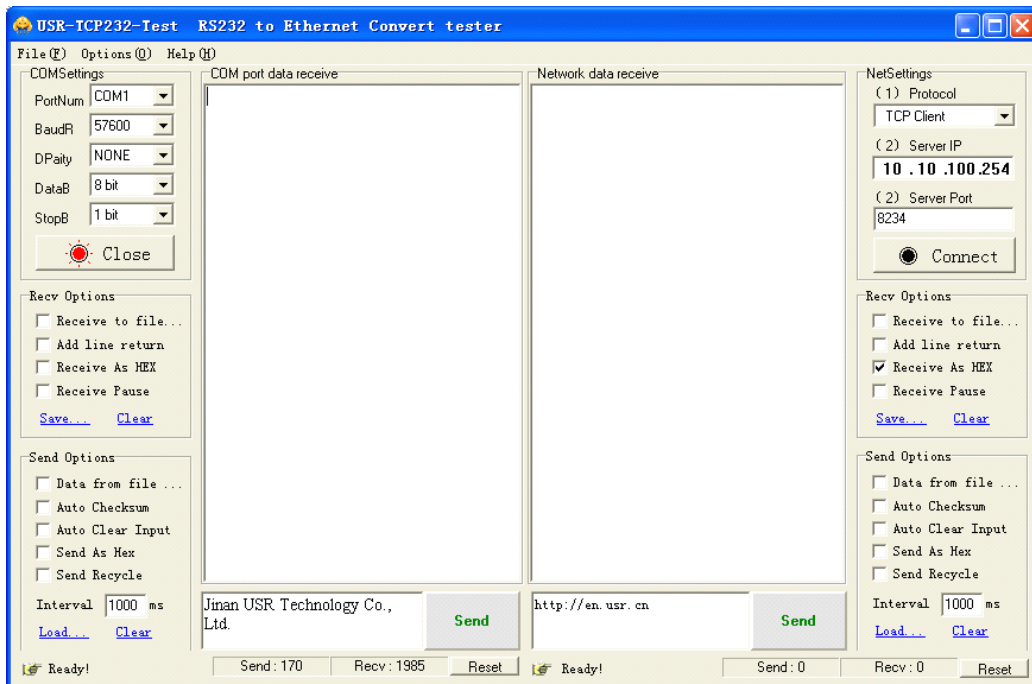 USR-TCP232-Test RS232 to Ethernet Convert tester
File(F) Options(O) Help(H)
COMSettings
PortNum COM1
BaudR 57600
DPaity NONE
DataB 8 bit
StopB 1 bit
Close
Recv Options
Receive to file...
Add line return
Receive As HEX
Receive Pause
Save... Clear
Send Options
Data from file ...
Auto Checksum
Auto Clear Input
Send As Hex
Send Recycle
Interval 1000 ms
Load... Clear
COM port data receive
Jinan USR Technology Co.,
Ltd.
Send
Ready!
Send : 170 Recv : 1985 Reset
Network data receive
http://en.usr.cn
Send
Ready!
Send : 0 Recv : 0 Reset
NetSettings
(1) Protocol
TCP Client
(2) Server IP
10 . 10 .100.254
(2) Server Port
8234
Connect
Recv Options
Receive to file...
Add line return
Receive As HEX
Receive Pause
Save... Clear
Send Options
Data from file ...
Auto Checksum
Auto Clear Input
Send As Hex
Send Recycle
Interval 1000 ms
Load... Clear